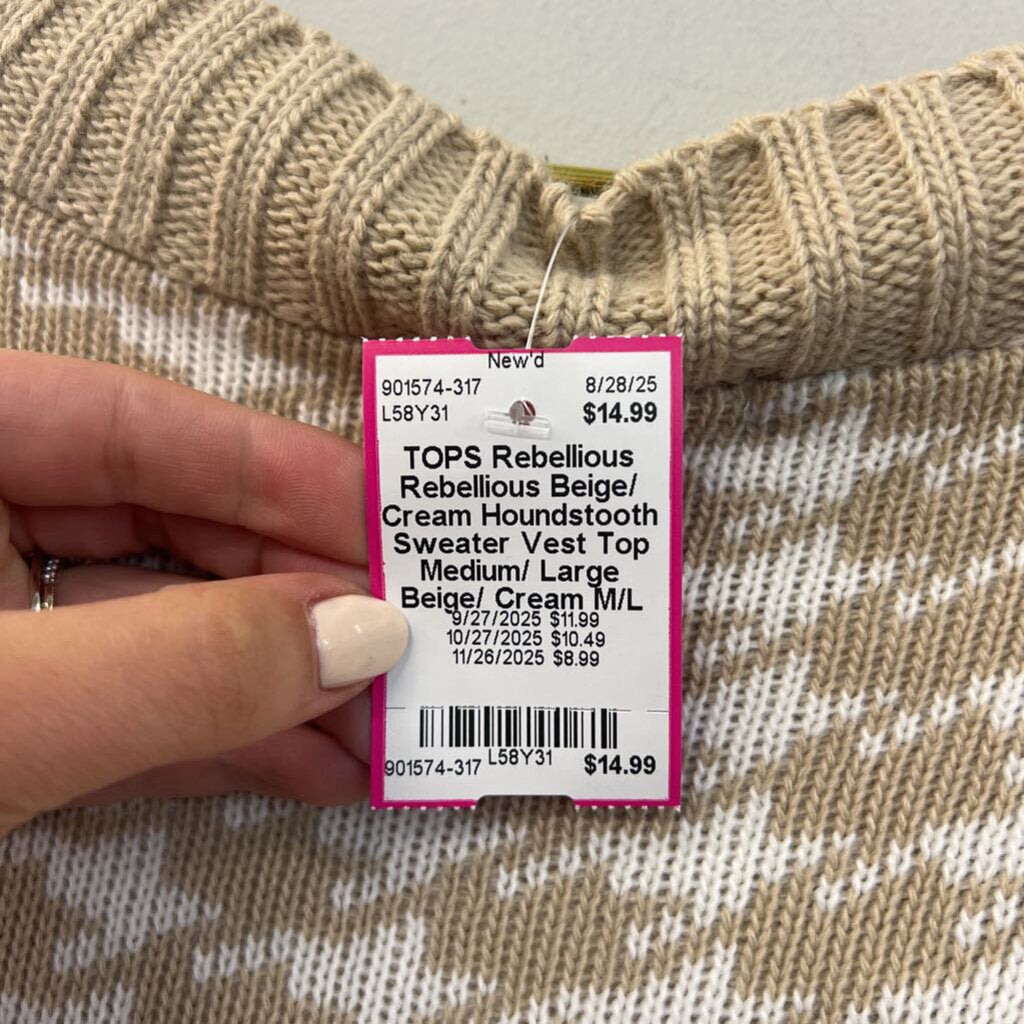 New'd
901574-317 8/28/25
L58Y31 $14.99
TOPS Rebellious
Rebellious Beige/
Cream Houndstooth
Sweater Vest Top
Medium/ Large
Beige/ Cream M/L
9/27/2025 $11.99
10/27/2025 $10.49
11/26/2025 $8.99
901574-317 L58Y31 $14.99